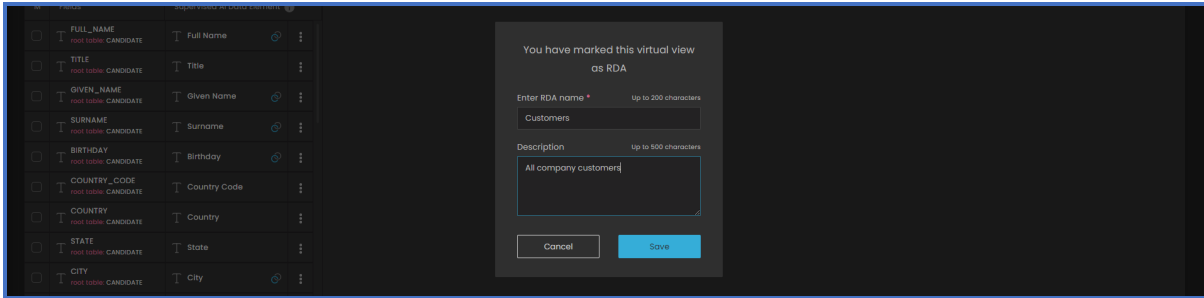 Fields Supervised AI Data Element
FULL_NAME
root table: CANDIDATE
Full Name
TITLE
root table: CANDIDATE
Title
GIVEN_NAME
root table: CANDIDATE
Given Name
SURNAME
root table: CANDIDATE
Surname
BIRTHDAY
root table: CANDIDATE
Birthday
COUNTRY_CODE
root table: CANDIDATE
Country Code
COUNTRY
root table: CANDIDATE
Country
STATE
root table: CANDIDATE
State
CITY
root table: CANDIDATE
City
You have marked this virtual view
as RDA
Enter RDA name * Up to 200 characters
Customers
Description Up to 500 characters
All company customers
Cancel Save